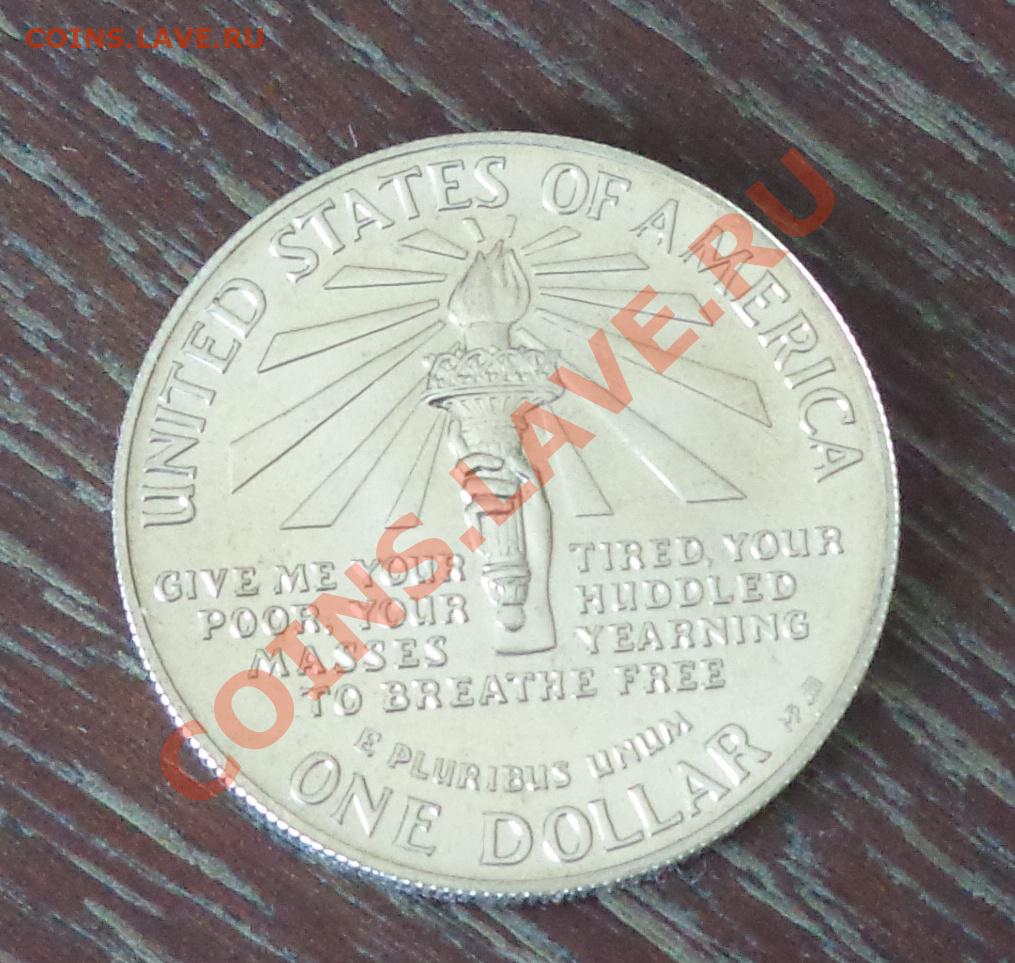 COINS.LAVE.RU
UNITED STATES OF AMERICA
GIVE ME YOUR TIRED, YOUR
POOR, YOUR HUDDLED
MASSES YEARNING
TO BREATHE FREE
E PLURIBUS UNUM
ONE DOLLAR
COINS.LAVE.RU